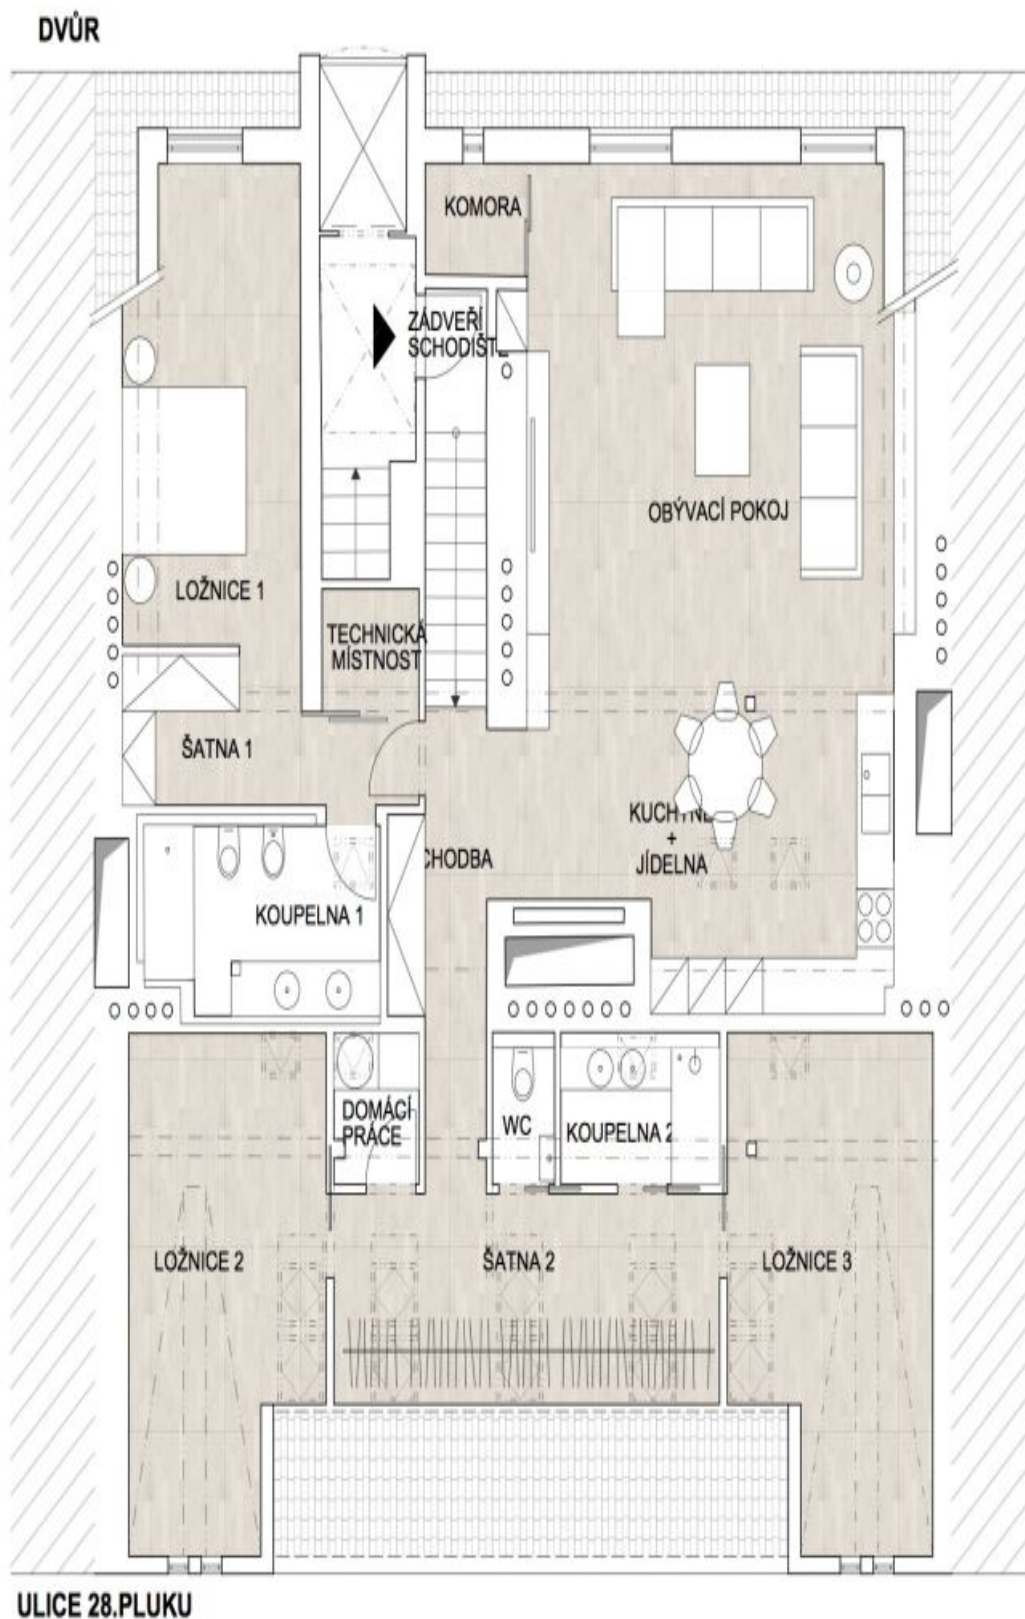 DVŮR
KOMORA
ZÁDVEŘÍ
SCHODIŠTĚ
OBÝVACÍ POKOJ
LOŽNICE 1
TECHNICKÁ
MÍSTNOST
ŠATNA 1
KUCHYNĚ
+
JÍDELNA
CHODBA
KOUPELNA 1
DOMÁCÍ
PRÁCE
WC
KOUPELNA 2
LOŽNICE 2
ŠATNA 2
LOŽNICE 3
ULICE 28.PLUKU